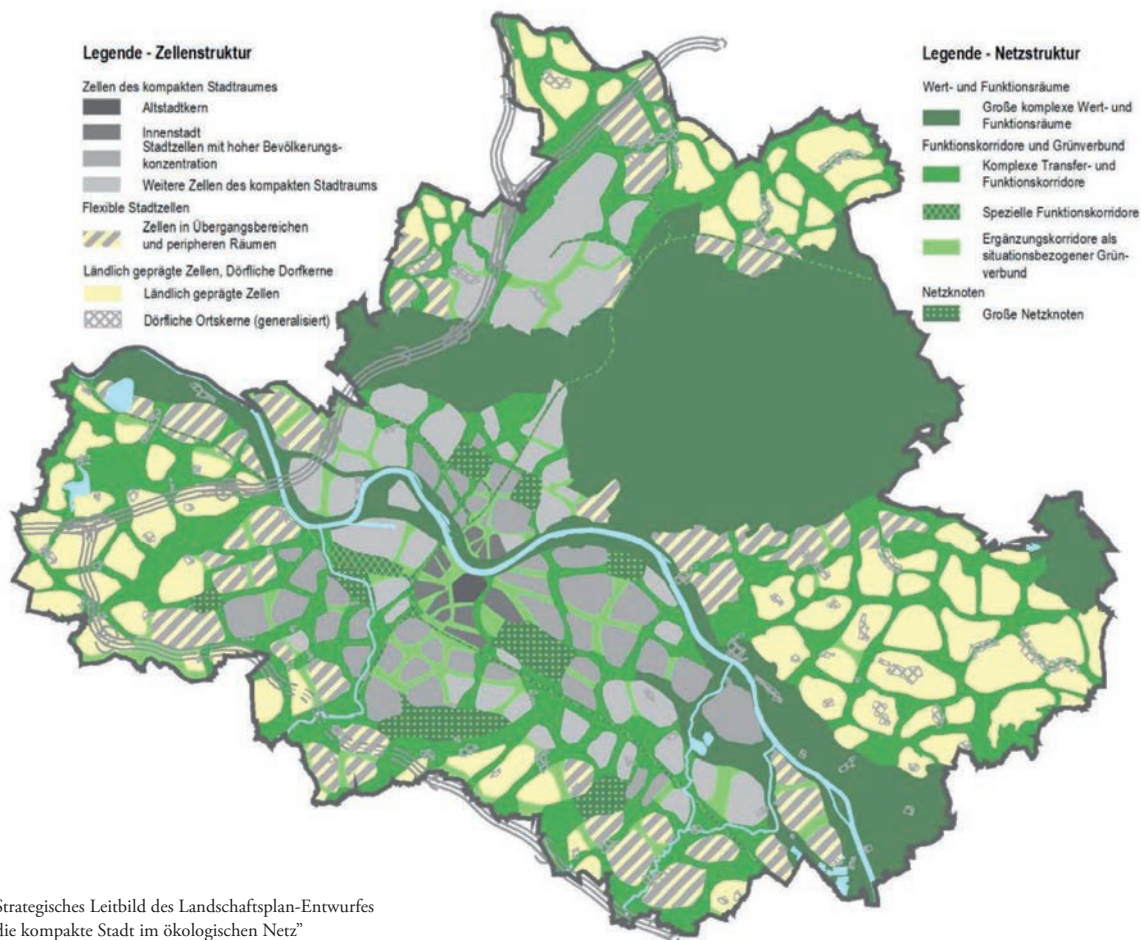 Legende - Zellenstruktur
Zellen des kompakten Stadtraumes
Altstadtkern
Innenstadt
Stadtzellen mit hoher Bevölkerungs-
konzentration
Weitere Zellen des kompakten Stadtraums
Flexible Stadtzellen
Zellen in Übergangsbereichen
und peripheren Räumen
Ländlich geprägte Zellen, Dörfliche Dorfkerne
Ländlich geprägte Zellen
Dörfliche Ortskerne (generalisiert)
Legende - Netzstruktur
Wert- und Funktionsräume
Große komplexe Wert- und
Funktionsräume
Funktionskorridore und Grünverbund
Komplexe Transfer- und
Funktionskorridore
Spezielle Funktionskorridore
Ergänzungskorridore als
situationsbezogener Grün-
verbund
Netzknoten
Große Netzknoten
Strategisches Leitbild des Landschaftsplan-Entwurfes
die kompakte Stadt im ökologischen Netz”